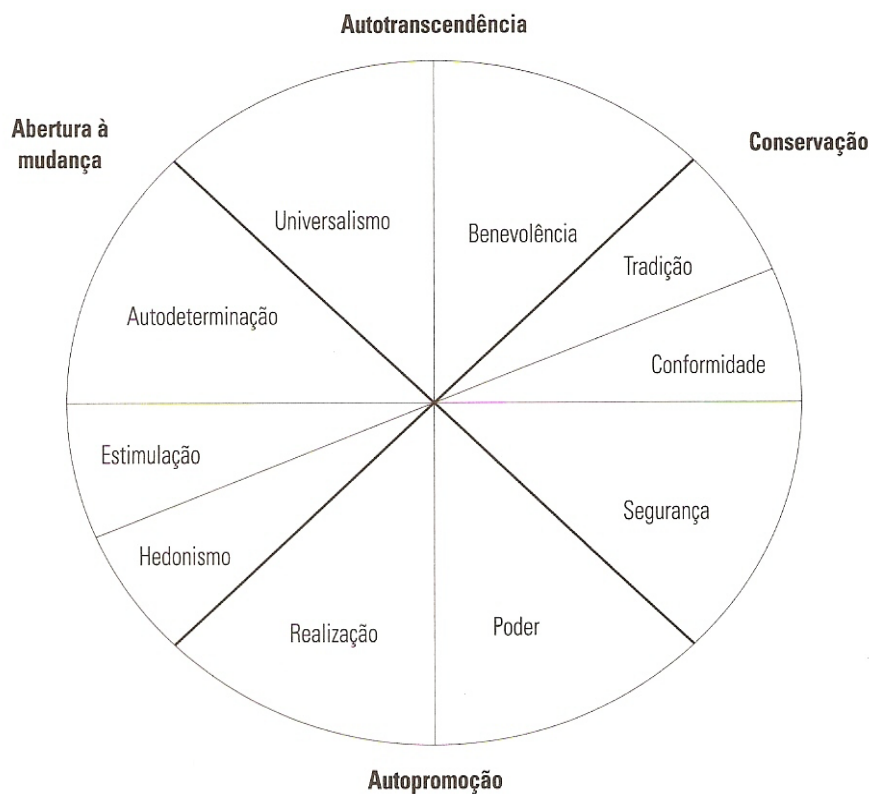 Autotranscendência
Abertura à
mudança
Conservação
Universalismo
Benevolência
Tradição
Autodeterminação
Conformidade
Estimulação
Segurança
Hedonismo
Realização
Poder
Autopromoção